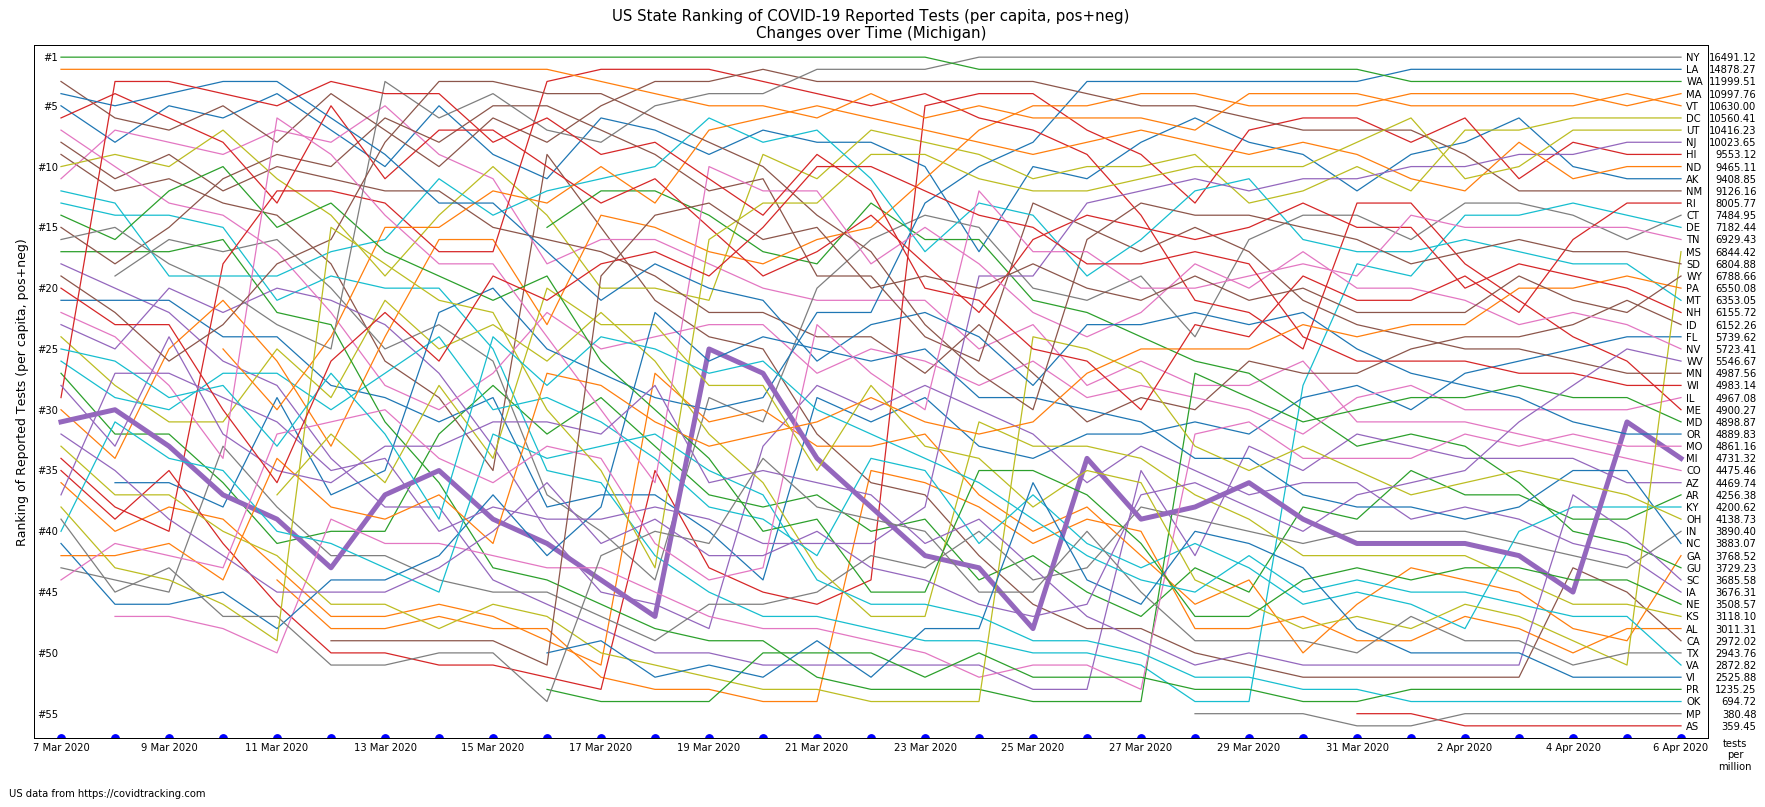 US State Ranking of COVID-19 Reported Tests (per capita, pos+neg)
Changes over Time (Michigan)
Ranking of Reported Tests (per capita, pos+neg)
#1
#5
#10
#15
#20
#25
#30
#35
#40
#45
#50
#55
NY 16491.12
LA 14878.27
WA 11999.51
MA 10997.76
VT 10630.00
DC 10560.41
UT 10416.23
NJ 10023.65
HI 9553.12
ND 9465.11
AK 9408.85
NM 9126.16
RI 8005.77
CT 7484.95
DE 7182.44
TN 6929.43
MS 6844.42
SD 6804.88
WY 6788.66
PA 6550.08
MT 6353.05
NH 6155.72
ID 6152.26
FL 5739.62
NV 5723.41
WV 5546.67
MN 4987.56
WI 4983.14
IL 4967.08
ME 4900.27
MD 4898.87
OR 4889.83
MO 4861.16
MI 4731.32
CO 4475.46
AZ 4469.74
AR 4256.38
KY 4200.62
OH 4138.73
IN 3890.40
NC 3883.07
GA 3768.52
GU 3729.23
SC 3685.58
IA 3676.31
NE 3508.57
KS 3118.10
AL 3011.31
CA 2972.02
TX 2943.76
VA 2872.82
VI 2525.88
PR 1235.25
OK 694.72
MP 380.48
AS 359.45
7 Mar 2020 9 Mar 2020 11 Mar 2020 13 Mar 2020 15 Mar 2020 17 Mar 2020 19 Mar 2020 21 Mar 2020 23 Mar 2020 25 Mar 2020 27 Mar 2020 29 Mar 2020 31 Mar 2020 2 Apr 2020 4 Apr 2020 6 Apr 2020
tests
per
million
US data from https://covidtracking.com